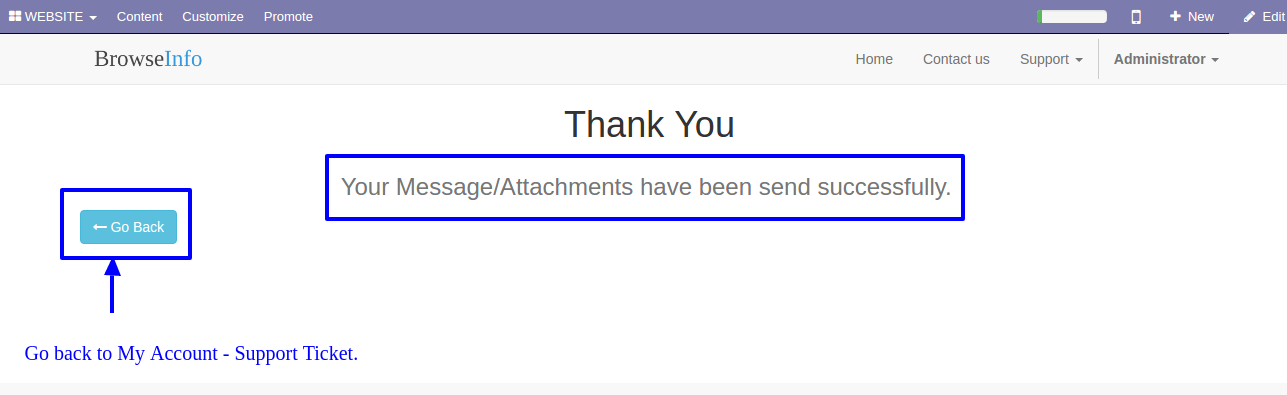 WEBSITE Content Customize Promote New Edit
BrowseInfo Home Contact us Support Administrator
Thank You
Your Message/Attachments have been send successfully.
Go Back
Go back to My Account - Support Ticket.